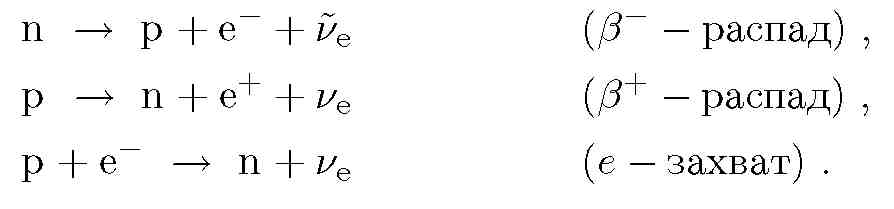 n → p + e⁻ + ν̃ₑ (β⁻ − распад) ,
p → n + e⁺ + νₑ (β⁺ − распад) ,
p + e⁻ → n + νₑ (e − захват) .